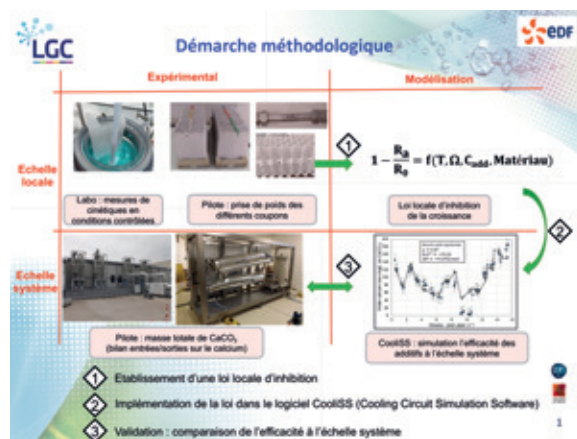 LGC
edf
Démarche méthodologique
Expérimental
Modélisation
Echelle
locale
1
1 - Ra/R0 = f(T, Ω, Cadd, Matériau)
Labo : mesures de
cinétiques en
conditions contrôlées
Pilote : prise de poids des
différents coupons
Loi locale d'inhibition
de la croissance
2
Echelle
système
3
Pilote : masse totale de CaCO₃
(bilan entrées/sorties sur le calcium)
CooliSS : simulation l'efficacité des
additifs à l'échelle système
1 Etablissement d'une loi locale d'inhibition
2 Implémentation de la loi dans le logiciel CooliSS (Cooling Circuit Simulation Software)
3 Validation : comparaison de l'efficacité à l'échelle système
1